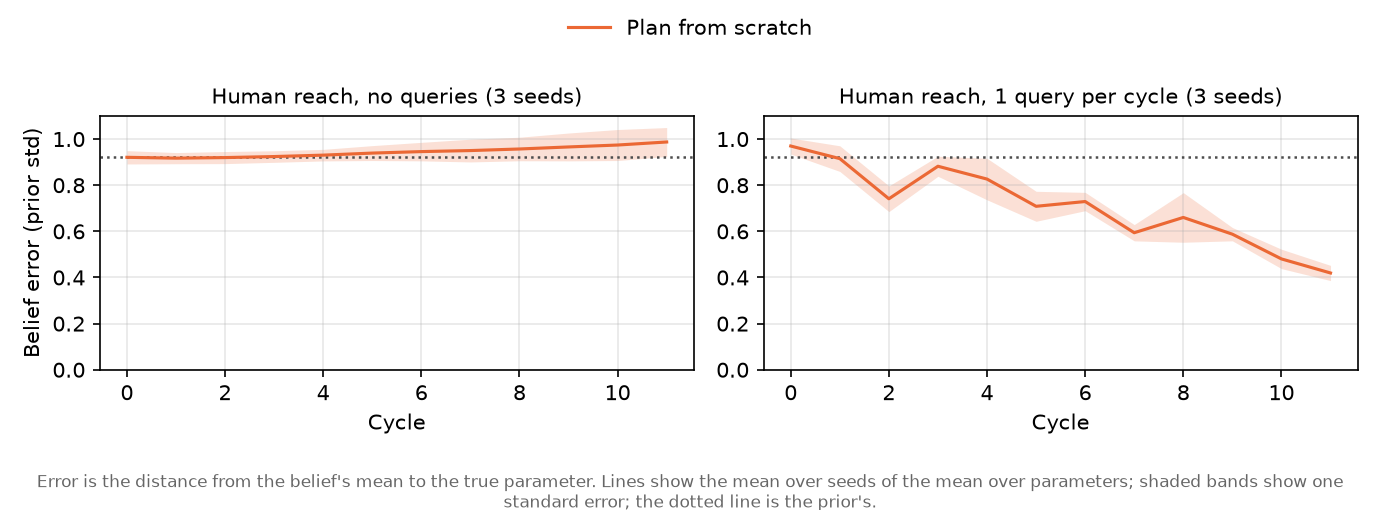 Plan from scratch
Human reach, no queries (3 seeds)
Human reach, 1 query per cycle (3 seeds)
Belief error (prior std)
1.0
0.8
0.6
0.4
0.2
0.0
0 2 4 6 8 10
Cycle
1.0
0.8
0.6
0.4
0.2
0.0
0 2 4 6 8 10
Cycle
Error is the distance from the belief's mean to the true parameter. Lines show the mean over seeds of the mean over parameters; shaded bands show one
standard error; the dotted line is the prior's.